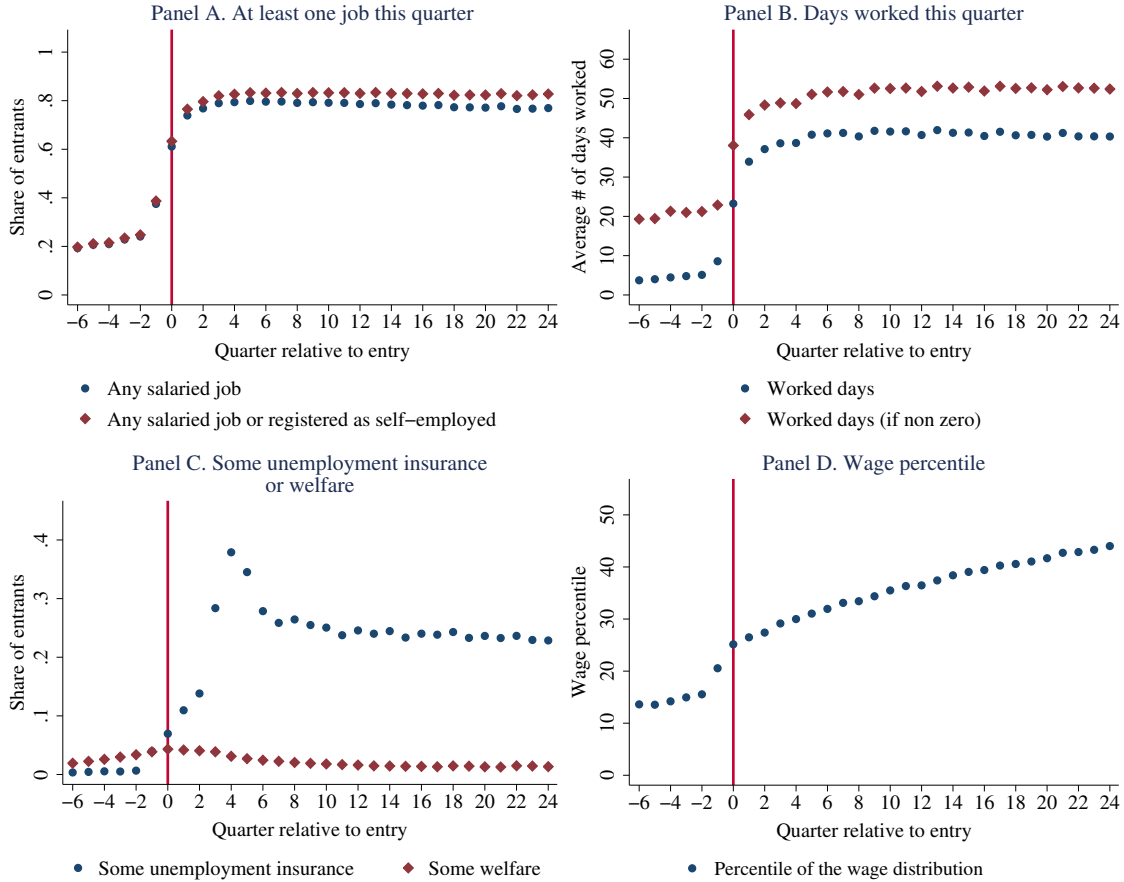 Panel A. At least one job this quarter
Share of entrants
1
.8
.6
.4
.2
0
−6 −4 −2 0 2 4 6 8 10 12 14 16 18 20 22 24
Quarter relative to entry
Any salaried job
Any salaried job or registered as self−employed
Panel B. Days worked this quarter
Average # of days worked
60
50
40
30
20
10
0
−6 −4 −2 0 2 4 6 8 10 12 14 16 18 20 22 24
Quarter relative to entry
Worked days
Worked days (if non zero)
Panel C. Some unemployment insurance
or welfare
Share of entrants
.4
.3
.2
.1
0
−6 −4 −2 0 2 4 6 8 10 12 14 16 18 20 22 24
Quarter relative to entry
Some unemployment insurance Some welfare
Panel D. Wage percentile
Wage percentile
50
40
30
20
10
0
−6 −4 −2 0 2 4 6 8 10 12 14 16 18 20 22 24
Quarter relative to entry
Percentile of the wage distribution